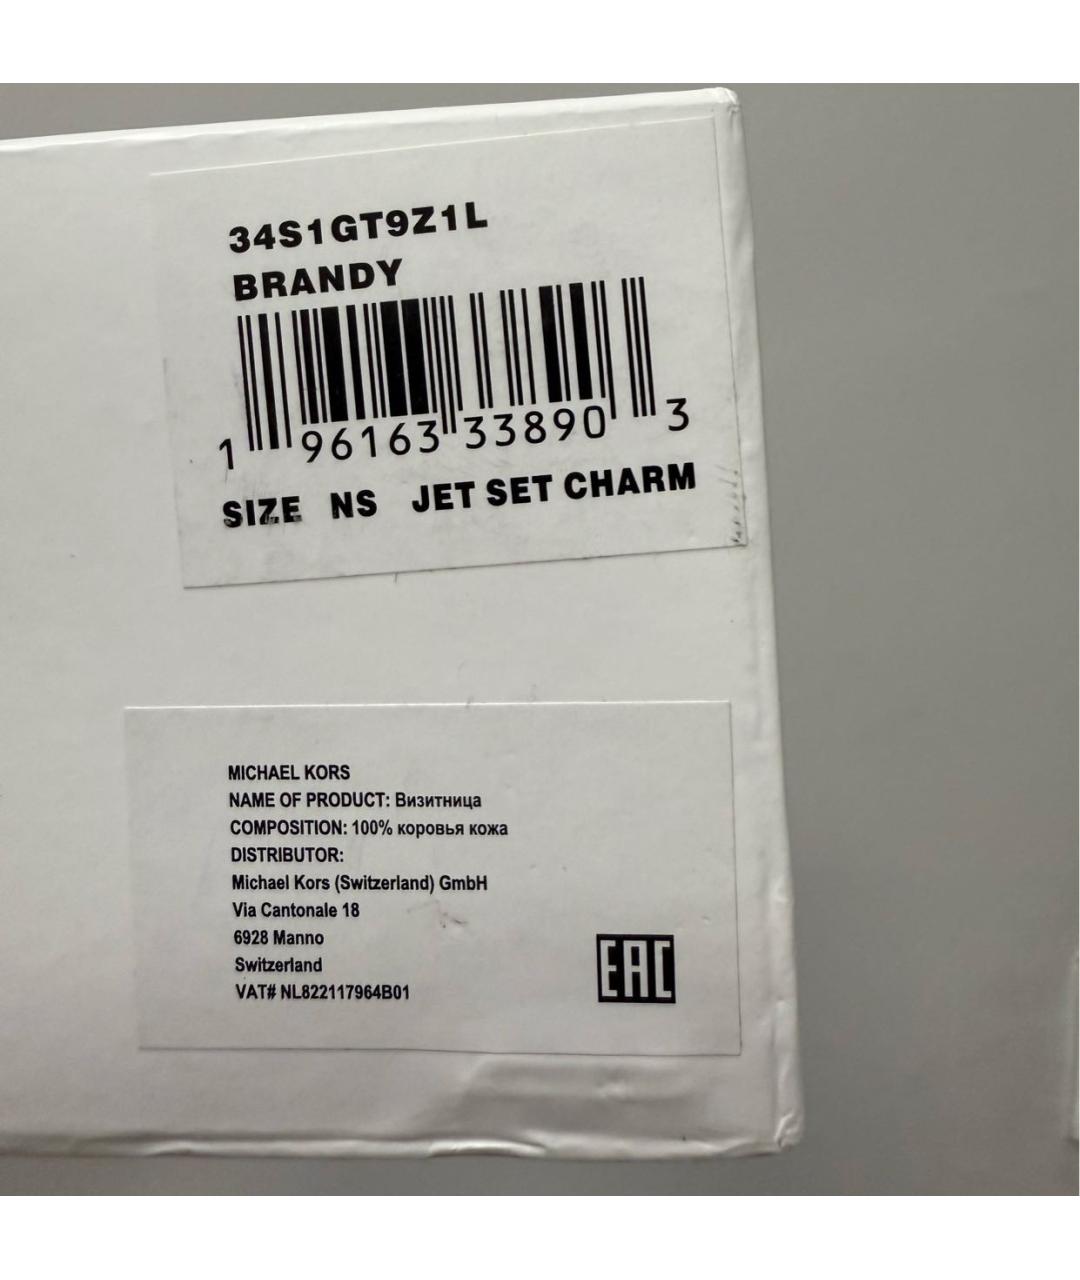 34S1GT9Z1L
BRANDY
1 96163 33890 3
SIZE NS JET SET CHARM
MICHAEL KORS
NAME OF PRODUCT: Визитница
COMPOSITION: 100% коровья кожа
DISTRIBUTOR:
Michael Kors (Switzerland) GmbH
Via Cantonale 18
6928 Manno
Switzerland
VAT# NL822117964B01
EAC